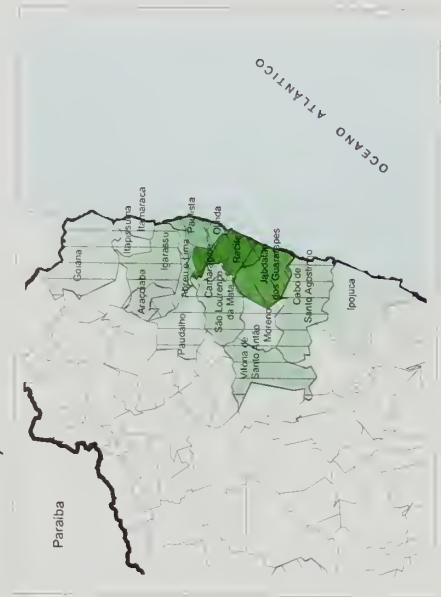 OCEANO ATLÂNTICO
Paraíba
Goiana
Itapissuma
Itamaracá
Araçoiaba
Igarassu
Paulista
Abreu e Lima
Olinda
Paudalho
Camaragibe
Recife
São Lourenço
da Mata
Jaboatão
dos Guararapes
Moreno
Vitória de
Santo Antão
Cabo de
Santo Agostinho
Ipojuca